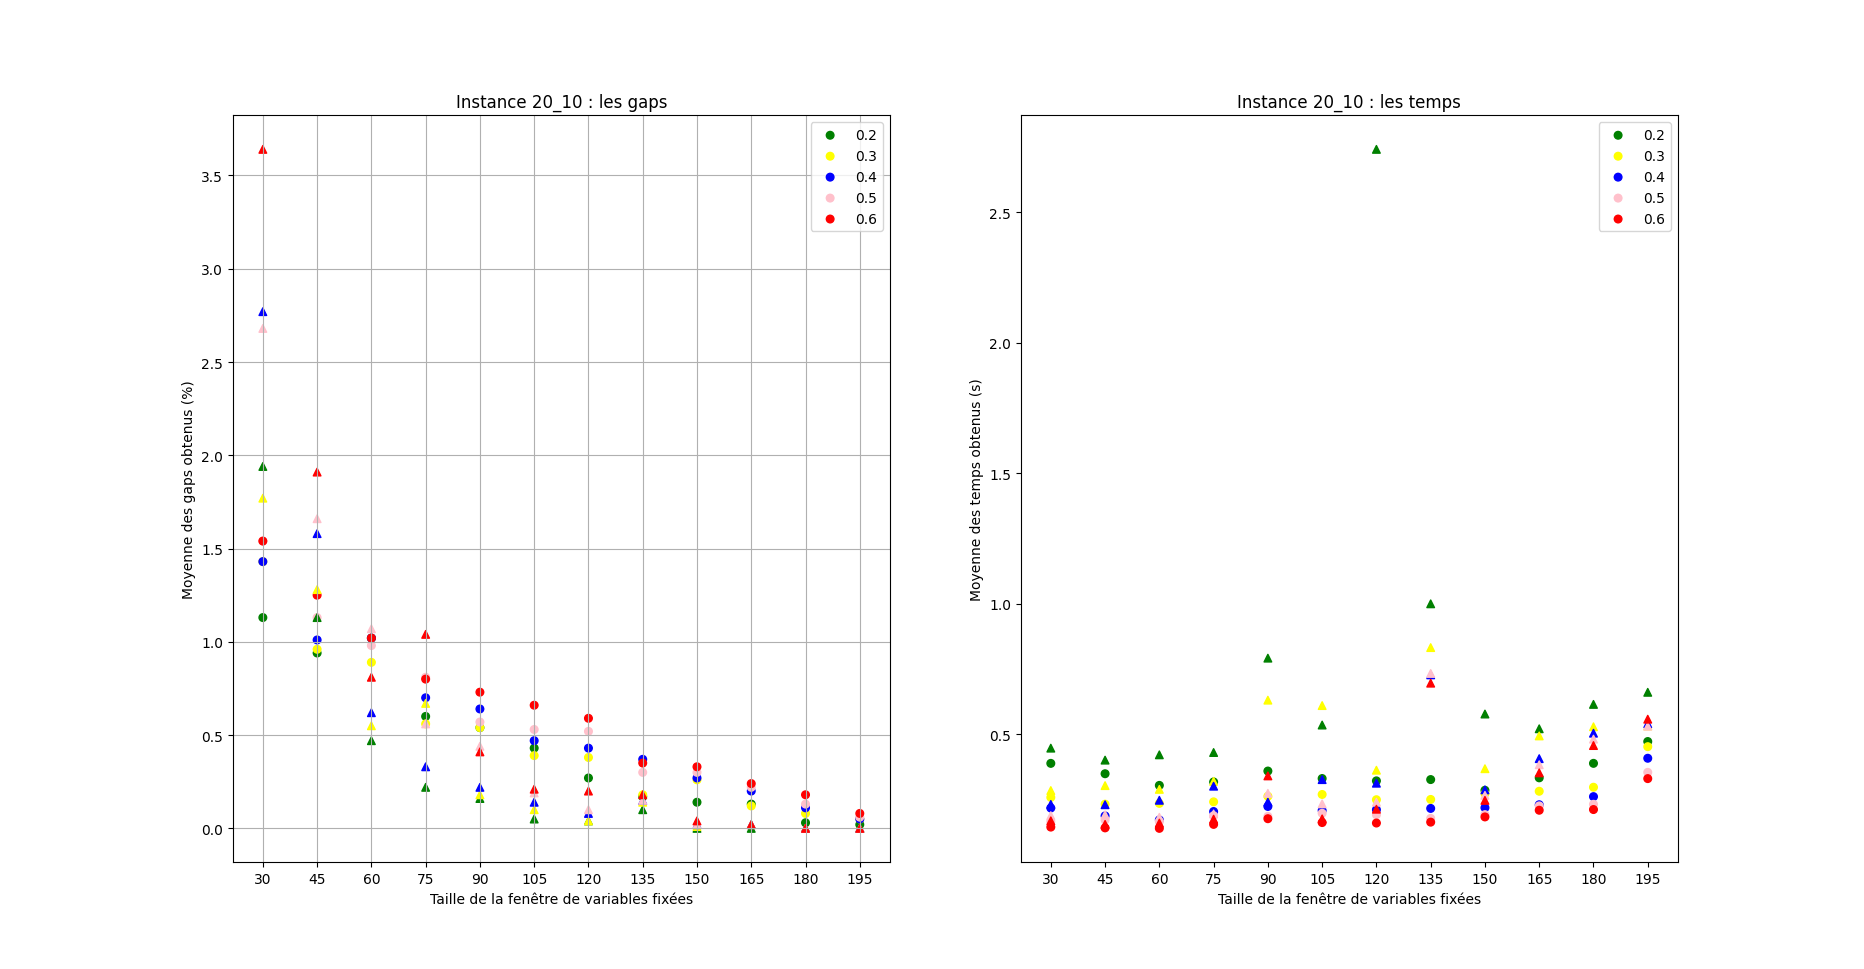 Instance 20_10 : les gaps
0.2
0.3
0.4
0.5
0.6
3.5
3.0
2.5
2.0
1.5
1.0
0.5
0.0
Moyenne des gaps obtenus (%)
30 45 60 75 90 105 120 135 150 165 180 195
Taille de la fenêtre de variables fixées
Instance 20_10 : les temps
0.2
0.3
0.4
0.5
0.6
2.5
2.0
1.5
1.0
0.5
Moyenne des temps obtenus (s)
30 45 60 75 90 105 120 135 150 165 180 195
Taille de la fenêtre de variables fixées